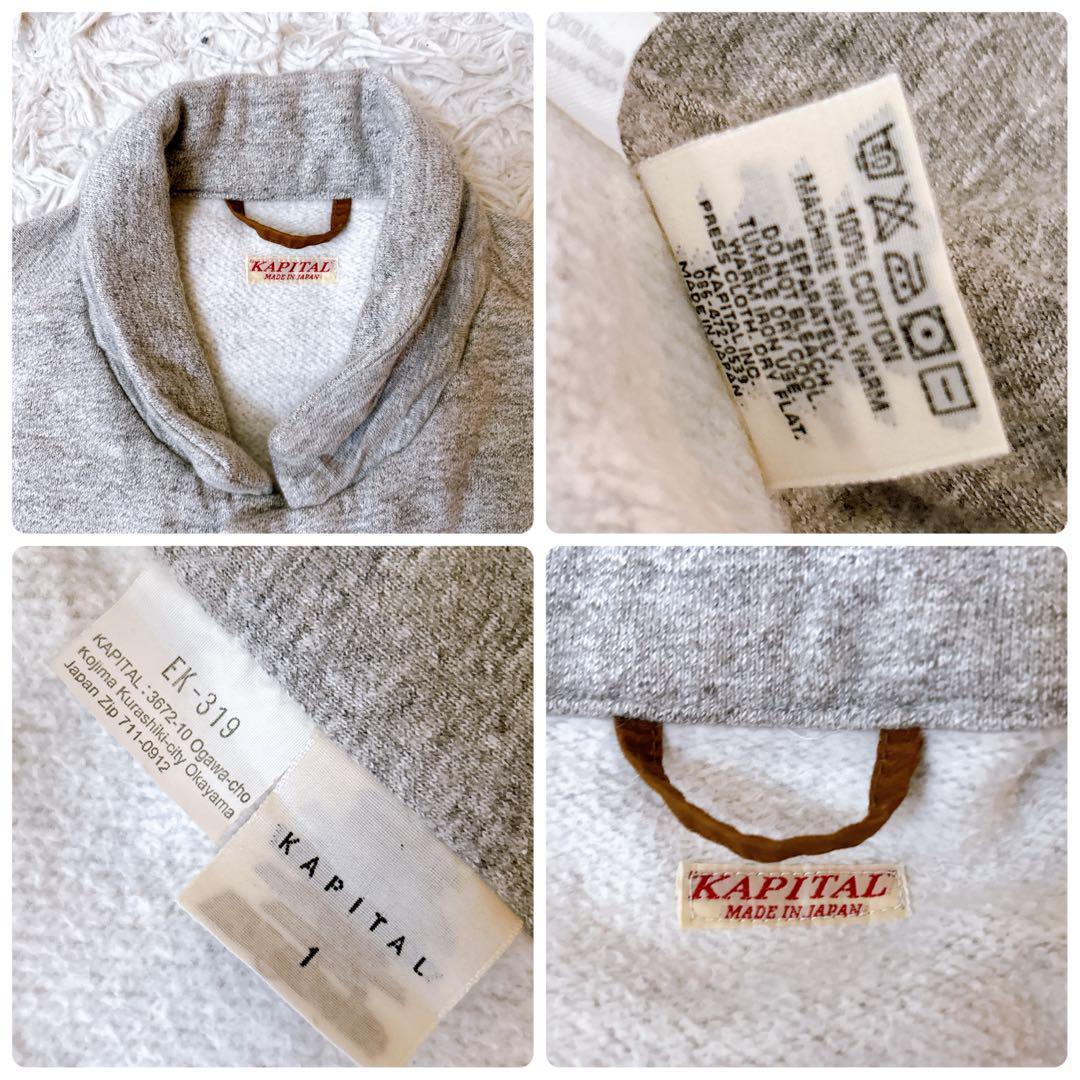 "KAPITAL"
MADE IN JAPAN
100% COTTON
MACHINE WASH, WARM
SEPARATELY.
DO NOT BLEACH.
TUMBLE DRY, COOL.
WARM IRON, USE
PRESS CLOTH. DRY FLAT.
KAPITAL INC.
086-472-0539.
MADE IN JAPAN
EK-319
KAPITAL : 3672-10 Ogawa-cho
Kojima Kurashiki-city Okayama
Japan Zip 711-0912
KAPITAL
1
"KAPITAL"
MADE IN JAPAN